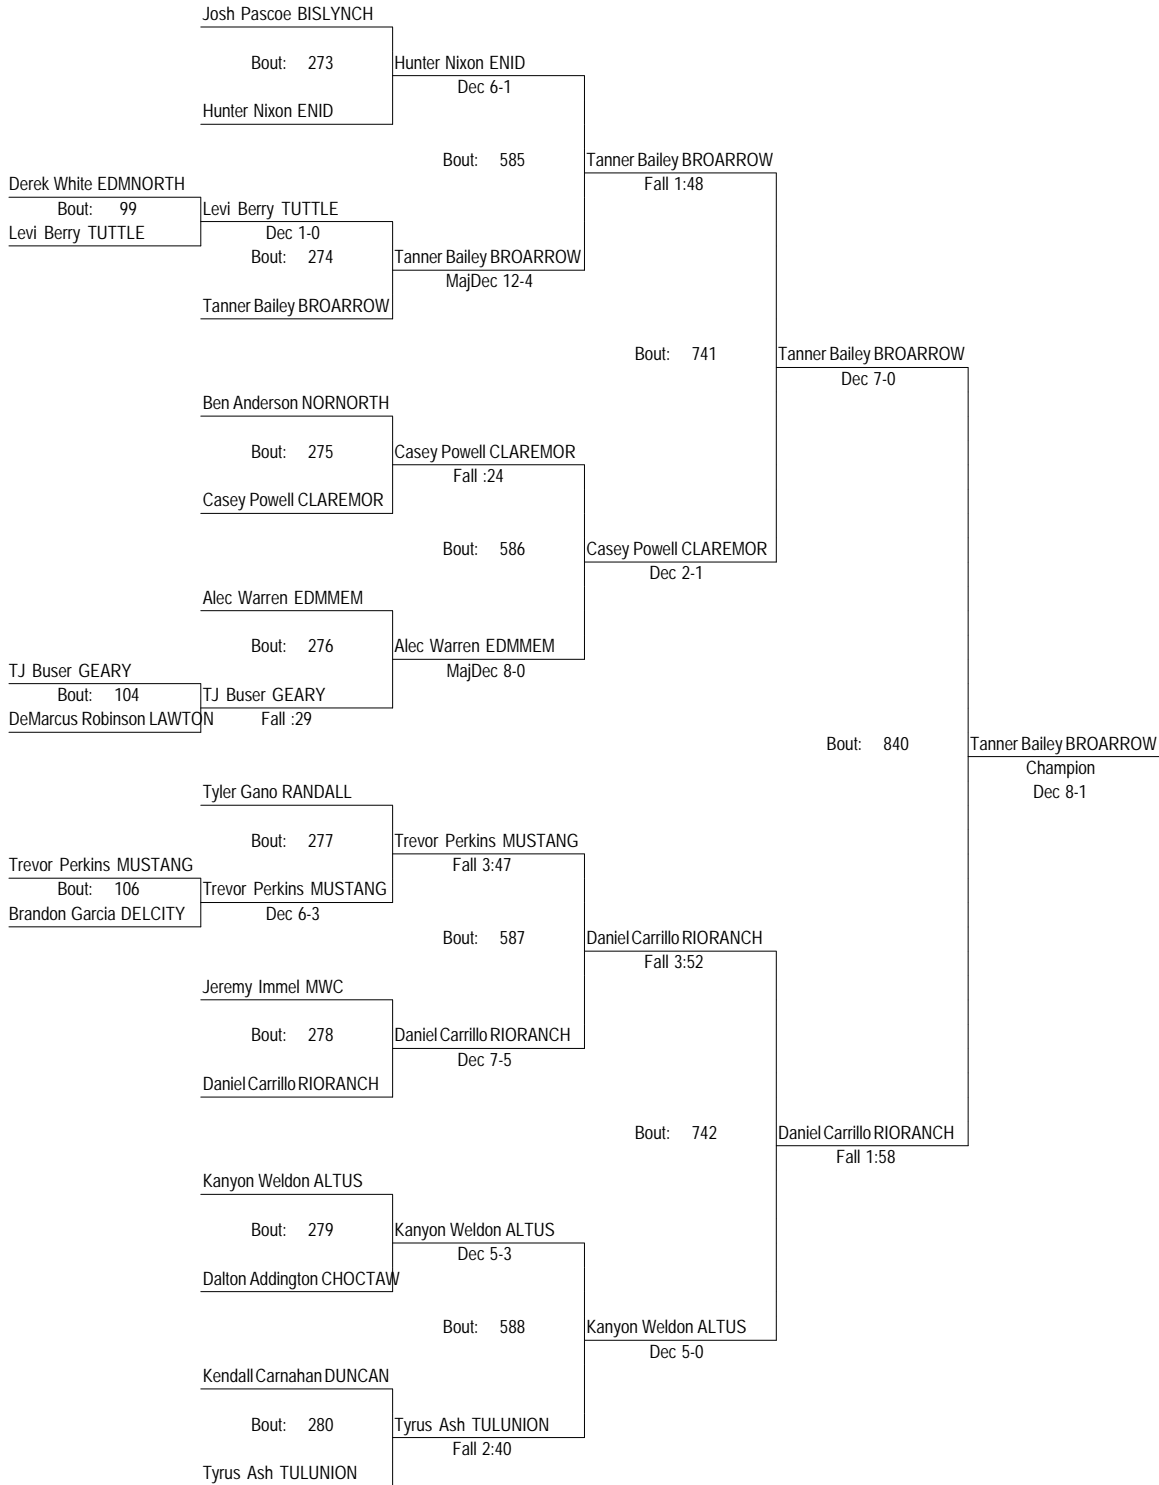 Josh Pascoe BISLYNCH
Bout: 273
Hunter Nixon ENID
Dec 6-1
Hunter Nixon ENID
Bout: 585
Tanner Bailey BROARROW
Fall 1:48
Derek White EDMNORTH
Bout: 99
Levi Berry TUTTLE
Levi Berry TUTTLE
Dec 1-0
Bout: 274
Tanner Bailey BROARROW
MajDec 12-4
Tanner Bailey BROARROW
Bout: 741
Tanner Bailey BROARROW
Dec 7-0
Ben Anderson NORNORTH
Bout: 275
Casey Powell CLAREMOR
Fall :24
Casey Powell CLAREMOR
Bout: 586
Casey Powell CLAREMOR
Dec 2-1
Alec Warren EDMMEM
Bout: 276
Alec Warren EDMMEM
MajDec 8-0
TJ Buser GEARY
Bout: 104
TJ Buser GEARY
DeMarcus Robinson LAWTON
Fall :29
Bout: 840
Tanner Bailey BROARROW
Champion
Dec 8-1
Tyler Gano RANDALL
Bout: 277
Trevor Perkins MUSTANG
Fall 3:47
Trevor Perkins MUSTANG
Bout: 106
Trevor Perkins MUSTANG
Brandon Garcia DELCITY
Dec 6-3
Bout: 587
Daniel Carrillo RIORANCH
Fall 3:52
Jeremy Immel MWC
Bout: 278
Daniel Carrillo RIORANCH
Dec 7-5
Daniel Carrillo RIORANCH
Bout: 742
Daniel Carrillo RIORANCH
Fall 1:58
Kanyon Weldon ALTUS
Bout: 279
Kanyon Weldon ALTUS
Dec 5-3
Dalton Addington CHOCTAW
Bout: 588
Kanyon Weldon ALTUS
Dec 5-0
Kendall Carnahan DUNCAN
Bout: 280
Tyrus Ash TULUNION
Fall 2:40
Tyrus Ash TULUNION